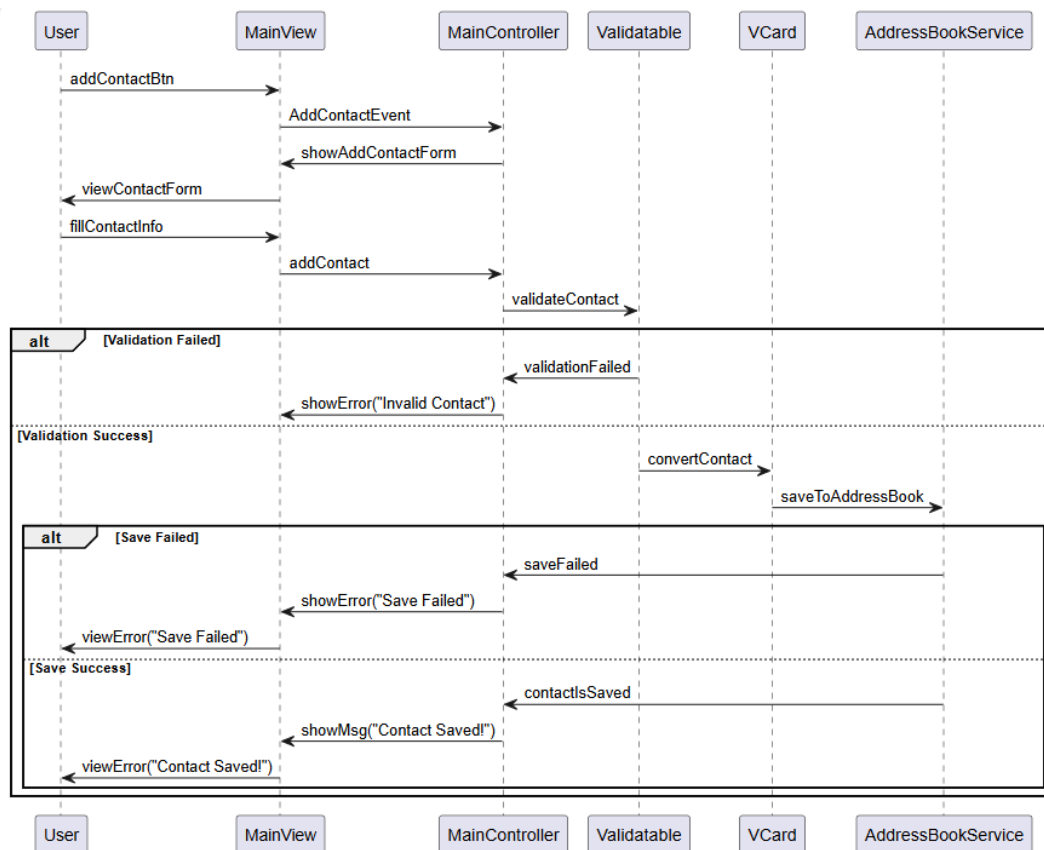 User MainView MainController Validatable VCard AddressBookService
addContactBtn
AddContactEvent
showAddContactForm
viewContactForm
fillContactInfo
addContact
validateContact
alt [Validation Failed]
validationFailed
showError("Invalid Contact")
[Validation Success]
convertContact
saveToAddressBook
alt [Save Failed]
saveFailed
showError("Save Failed")
viewError("Save Failed")
[Save Success]
contactIsSaved
showMsg("Contact Saved!")
viewError("Contact Saved!")
User MainView MainController Validatable VCard AddressBookService